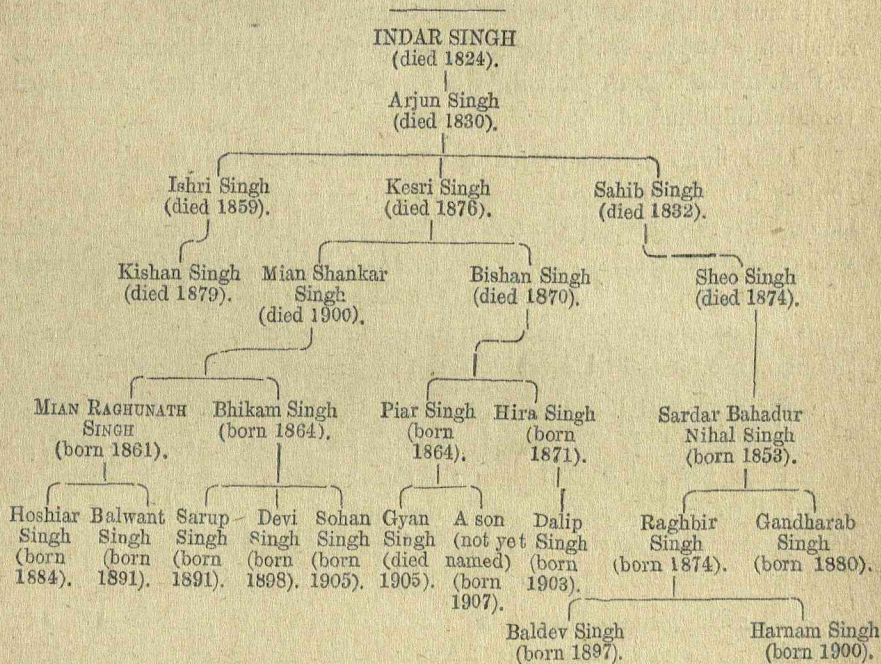 INDAR SINGH
(died 1824).
Arjun Singh
(died 1830).
Ishri Singh
(died 1859).
Kesri Singh
(died 1876).
Sahib Singh
(died 1832).
Kishan Singh
(died 1879).
Mian Shankar
Singh
(died 1900).
Bishan Singh
(died 1870).
Sheo Singh
(died 1874).
MIAN RAGHUNATH
SINGH
(born 1861).
Bhikam Singh
(born 1864).
Piar Singh
(born
1864).
Hira Singh
(born
1871).
Sardar Bahadur
Nihal Singh
(born 1853).
Hoshiar
Singh
(born
1884).
Balwant
Singh
(born
1891).
Sarup
Singh
(born
1891).
Devi
Singh
(born
1898).
Sohan
Singh
(born
1905).
Gyan
Singh
(died
1905).
A son
(not yet
named)
(born
1907).
Dalip
Singh
(born
1903).
Raghbir
Singh
(born 1874).
Gandharab
Singh
(born 1880).
Baldev Singh
(born 1897).
Harnam Singh
(born 1900).